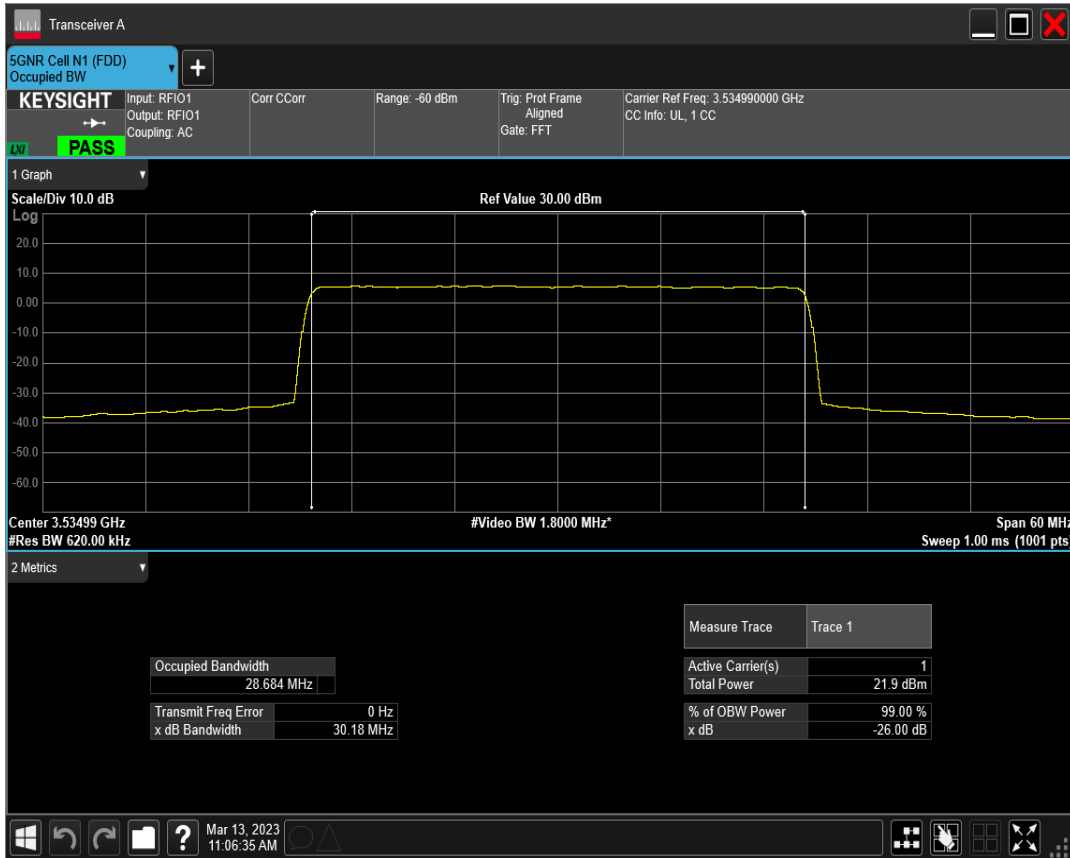 Transceiver A
5GNR Cell N1 (FDD)
Occupied BW
+
KEYSIGHT
LXI
PASS
Input: RFIO1
Output: RFIO1
Coupling: AC
Corr CCorr
Range: -60 dBm
Trig: Prot Frame
Aligned
Gate: FFT
Carrier Ref Freq: 3.534990000 GHz
CC Info: UL, 1 CC
1 Graph
Scale/Div 10.0 dB Ref Value 30.00 dBm
Log
20.0
10.0
0.00
-10.0
-20.0
-30.0
-40.0
-50.0
-60.0
Center 3.53499 GHz #Video BW 1.8000 MHz* Span 60 MHz
#Res BW 620.00 kHz Sweep 1.00 ms (1001 pts)
2 Metrics
Measure Trace Trace 1
Occupied Bandwidth
28.684 MHz
Transmit Freq Error 0 Hz
x dB Bandwidth 30.18 MHz
Active Carrier(s) 1
Total Power 21.9 dBm
% of OBW Power 99.00 %
x dB -26.00 dB
?
Mar 13, 2023
11:06:35 AM